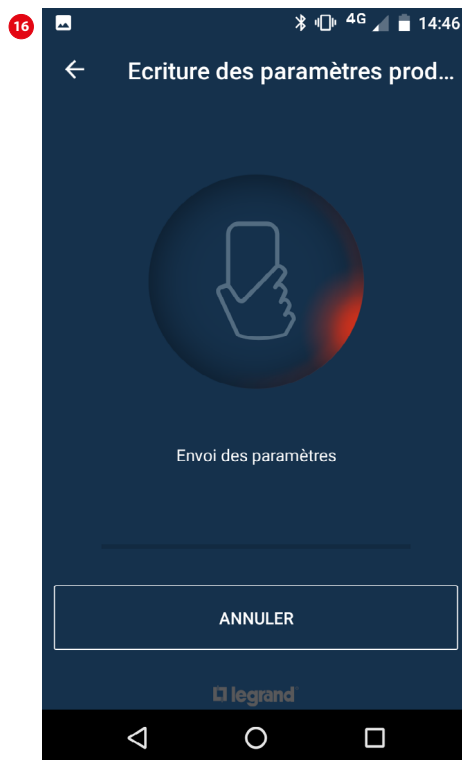 16
4G 14:46
Ecriture des paramètres prod...
Envoi des paramètres
ANNULER
legrand